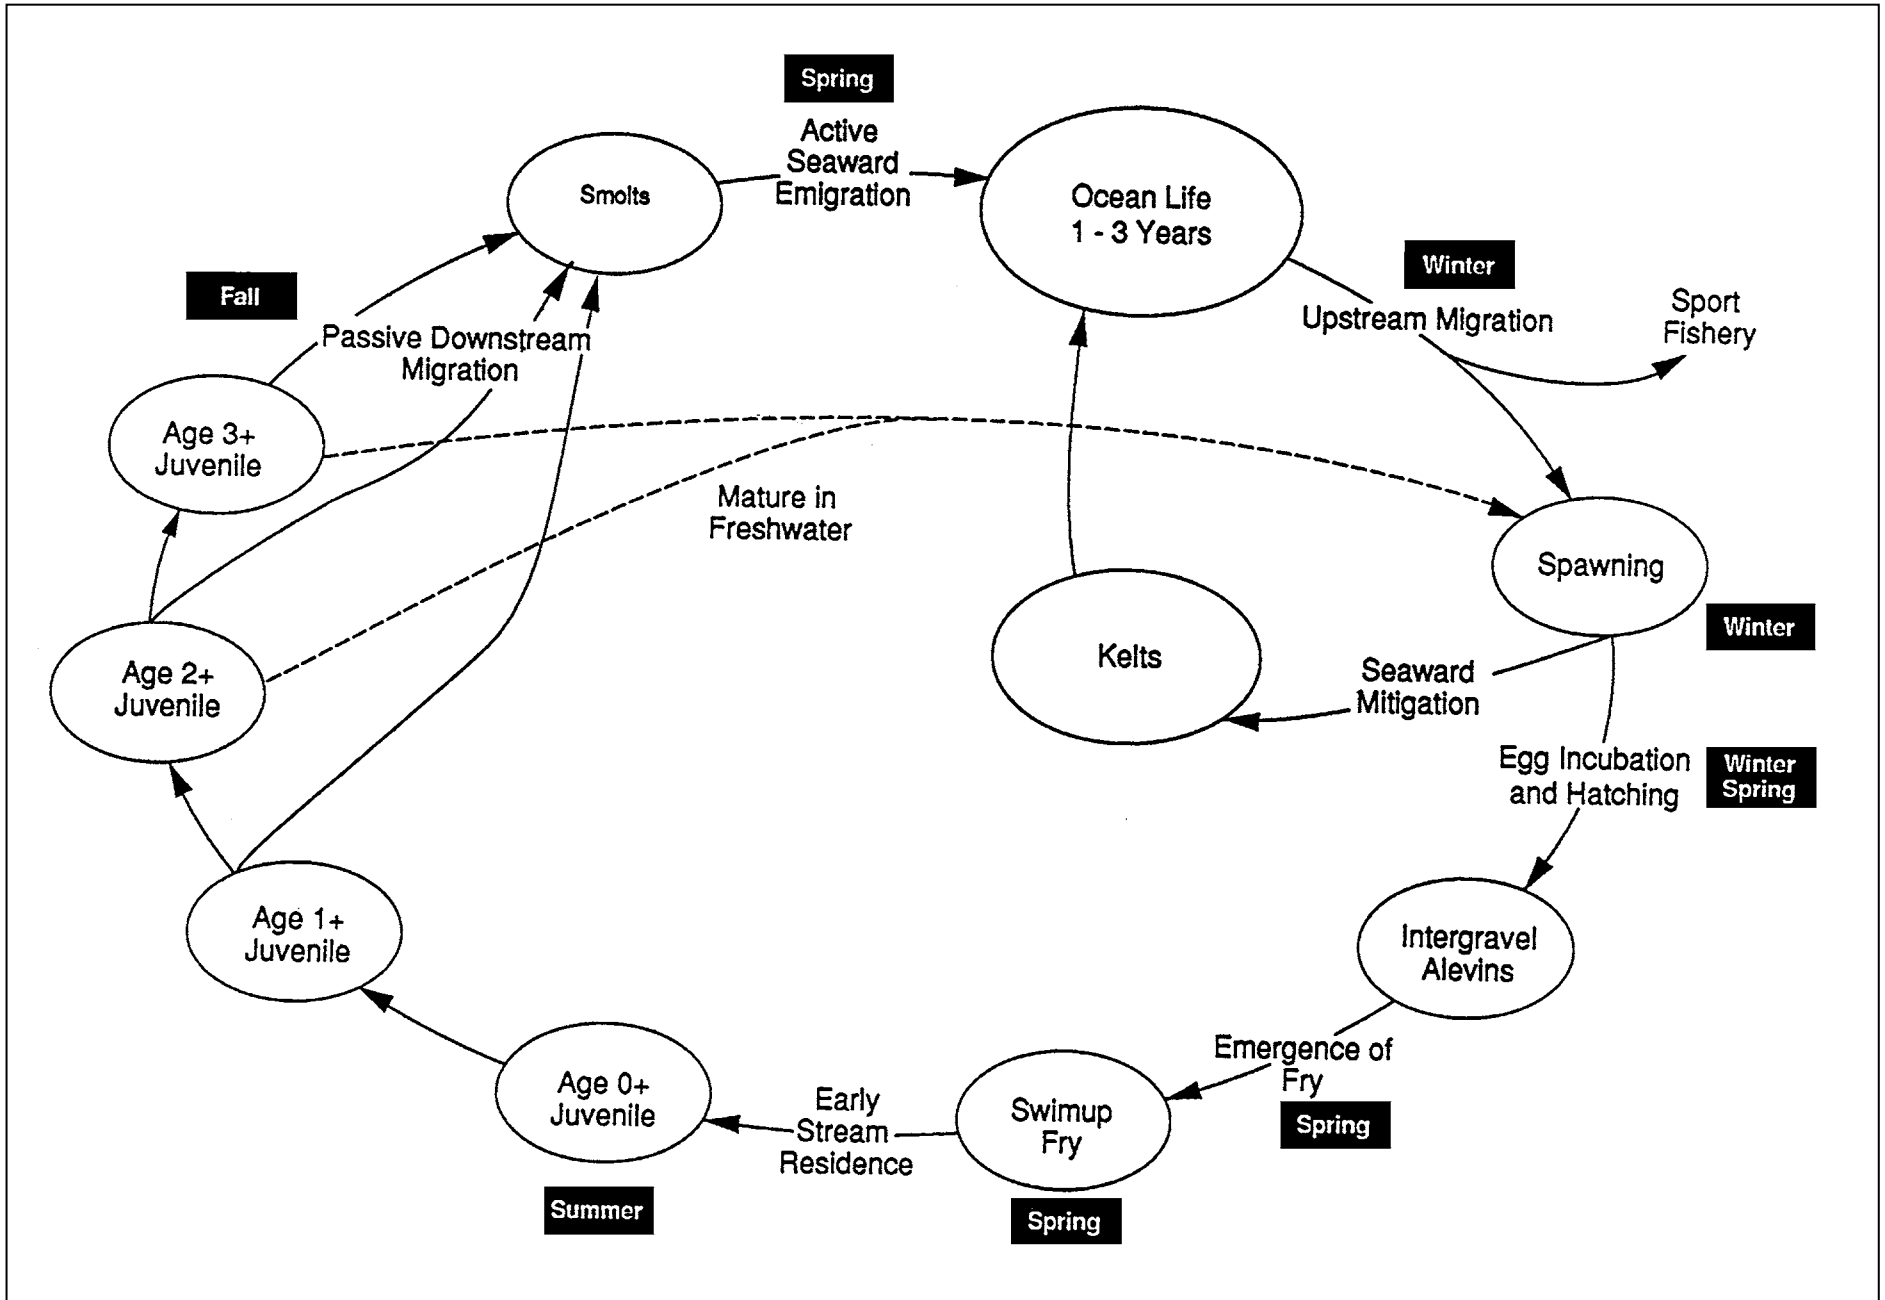 Spring
Active
Seaward
Emigration
Smolts
Ocean Life
1 - 3 Years
Winter
Upstream Migration
Sport
Fishery
Fall
Passive Downstream
Migration
Age 3+
Juvenile
Mature in
Freshwater
Spawning
Winter
Kelts
Seaward
Mitigation
Age 2+
Juvenile
Egg Incubation
and Hatching
Winter
Spring
Age 1+
Juvenile
Intergravel
Alevins
Emergence of
Fry
Spring
Swimup
Fry
Spring
Early
Stream
Residence
Age 0+
Juvenile
Summer